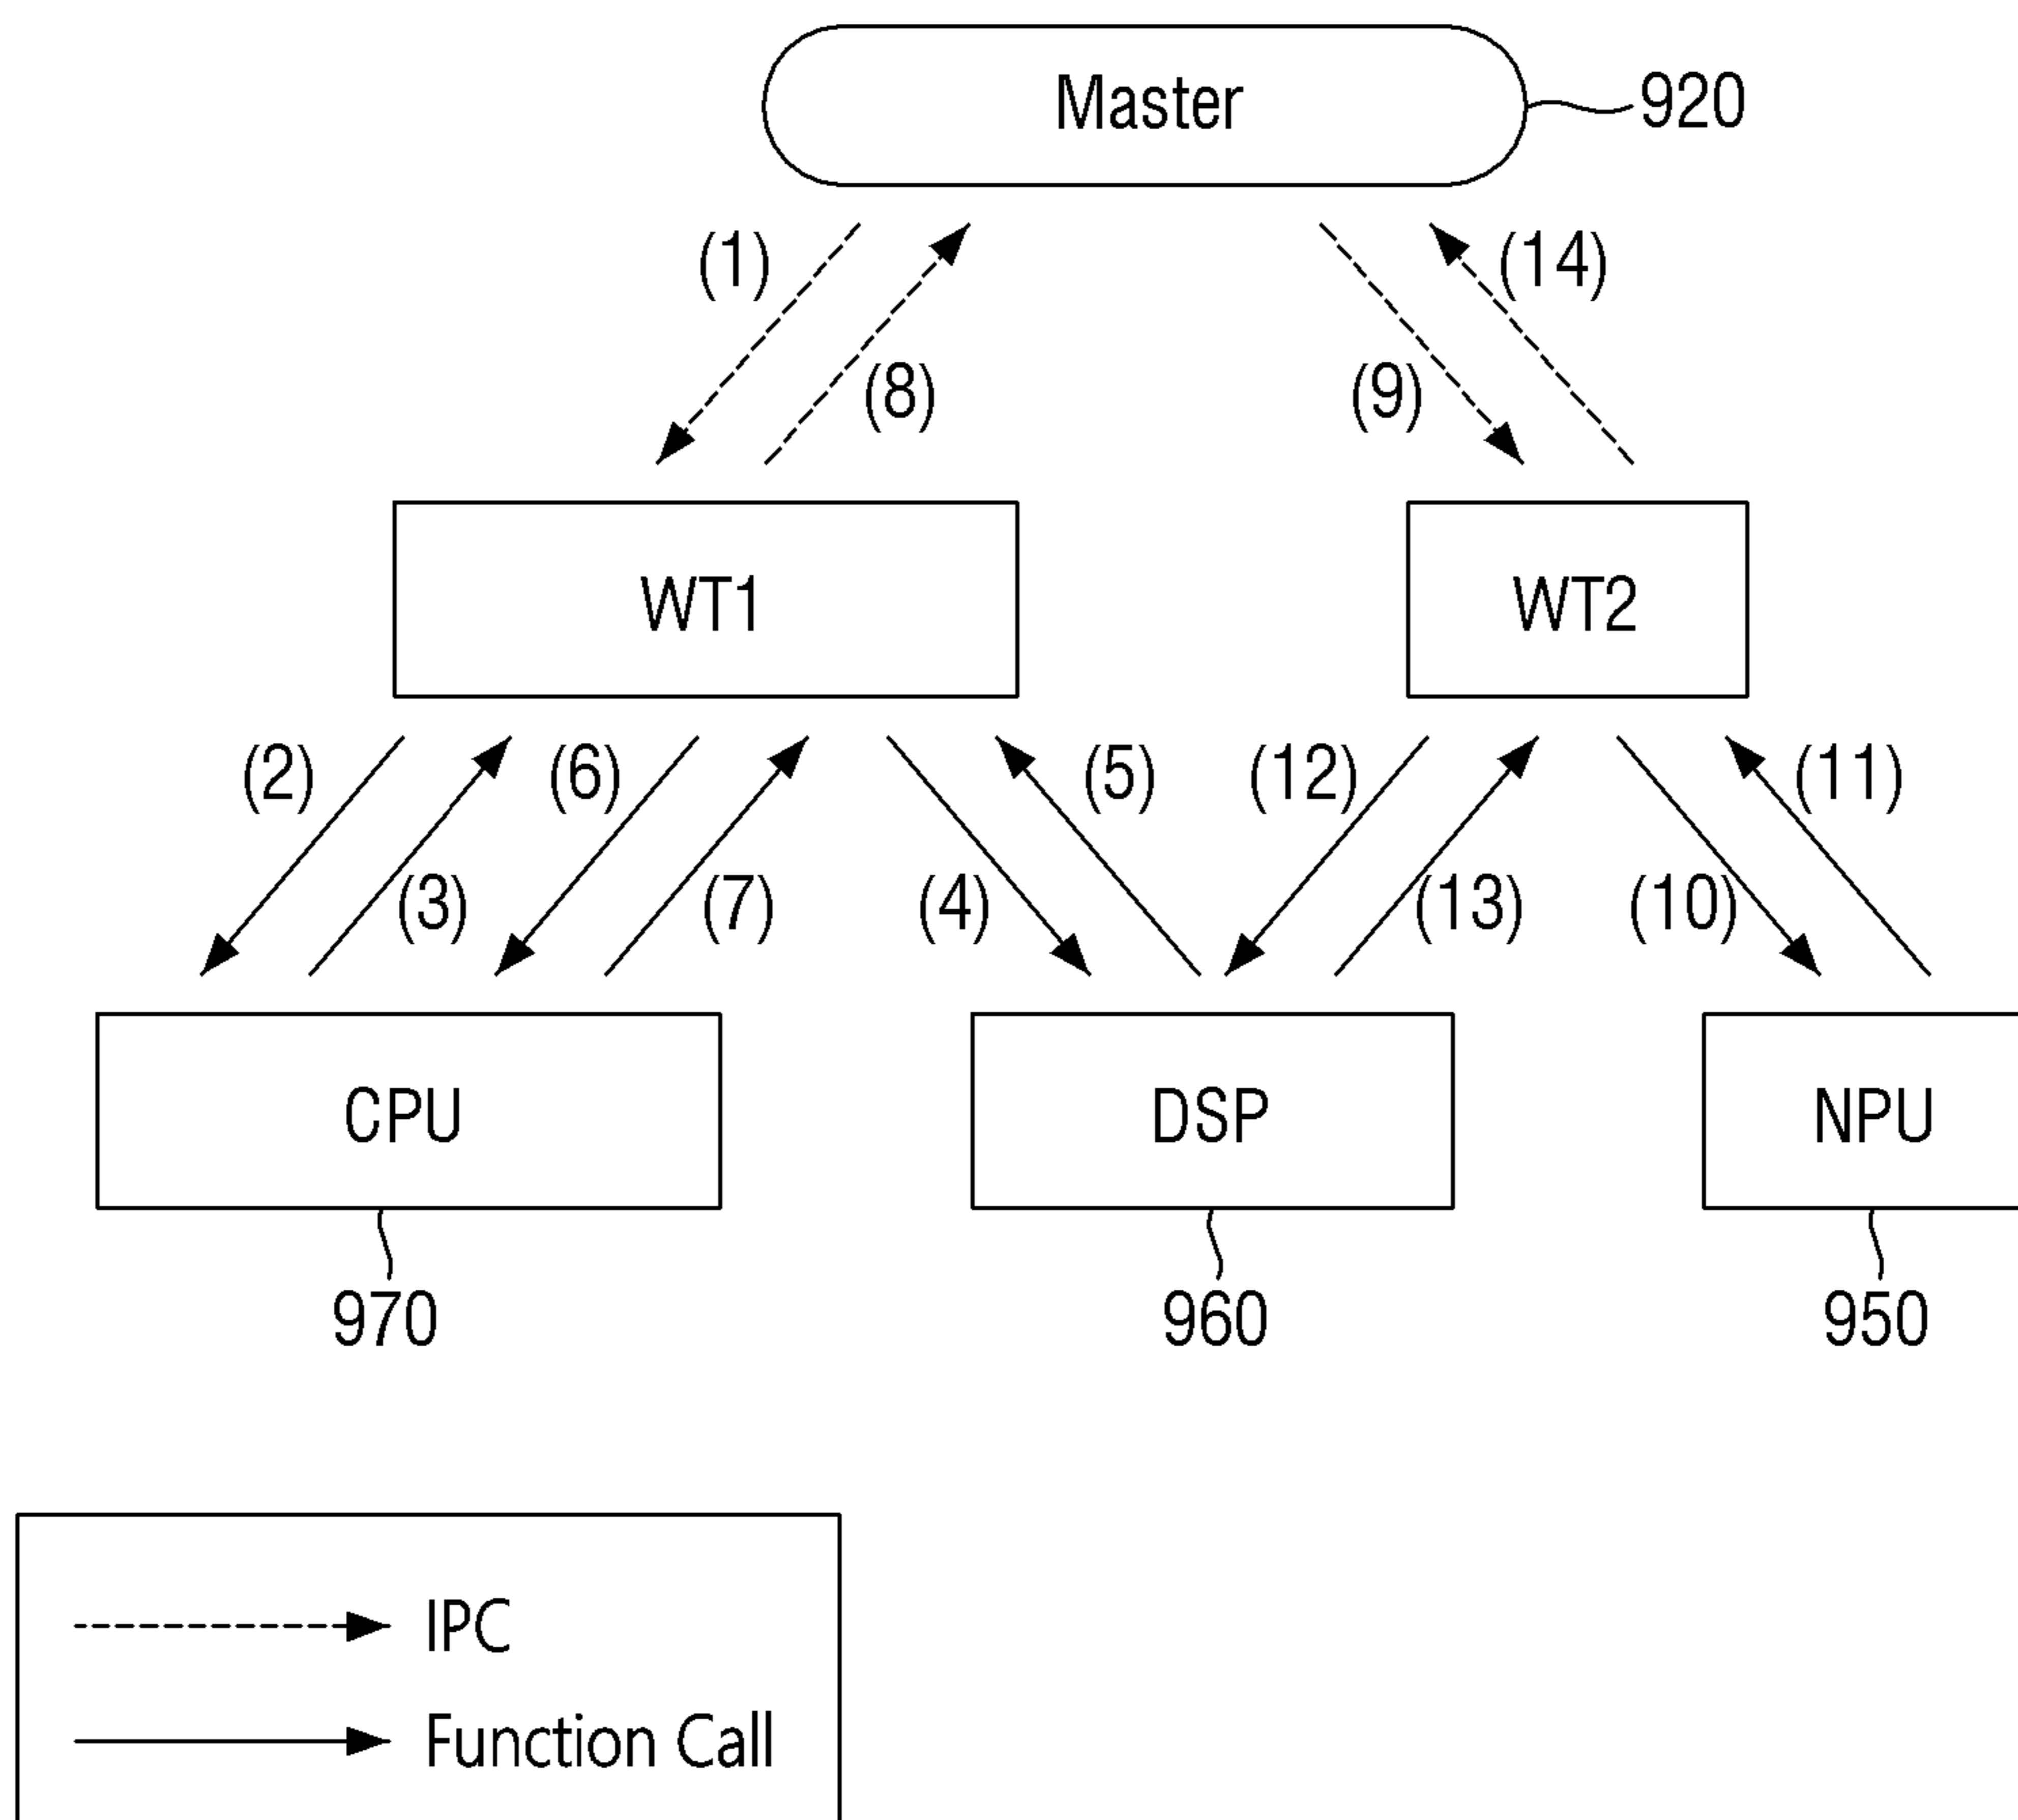 Master
920
(1)
(14)
(8)
(9)
WT1
WT2
(2)
(6)
(5)
(12)
(11)
(3)
(7)
(4)
(13)
(10)
CPU
DSP
NPU
970
960
950
IPC
Function Call